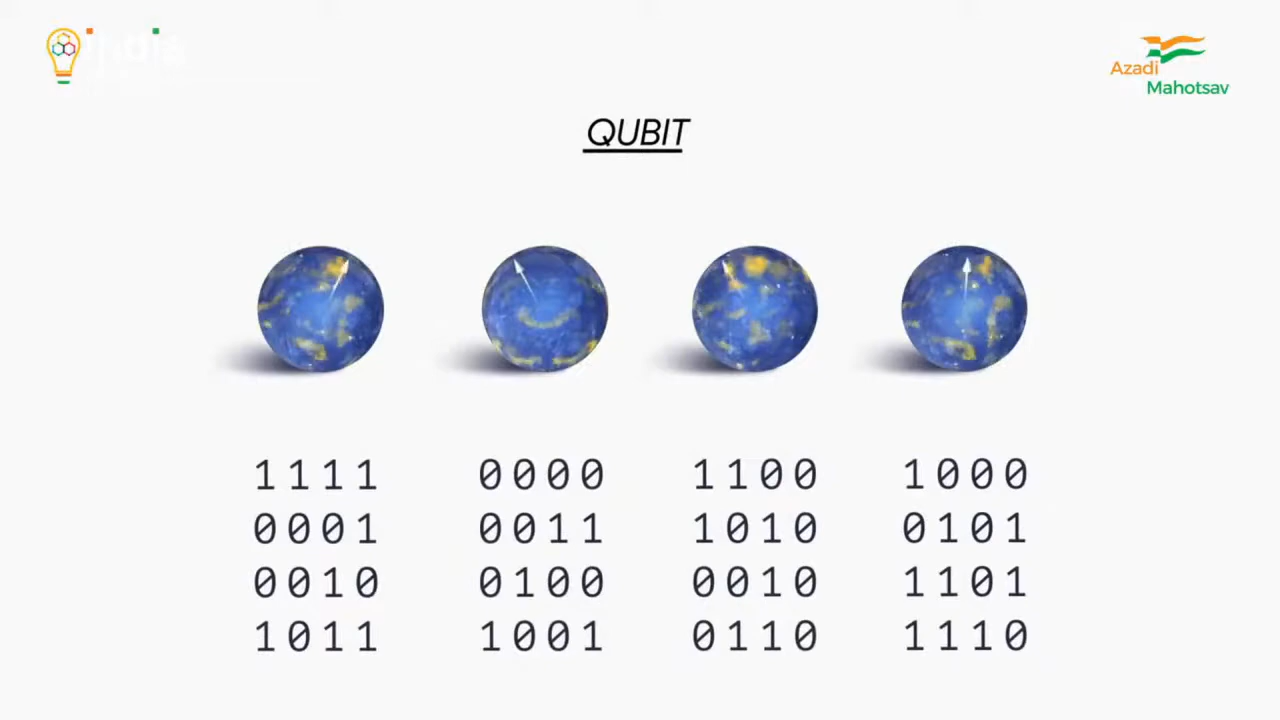 Azadi
Mahotsav
QUBIT
1111 0000 1100 1000
0001 0011 1010 0101
0010 0100 0010 1101
1011 1001 0110 1110